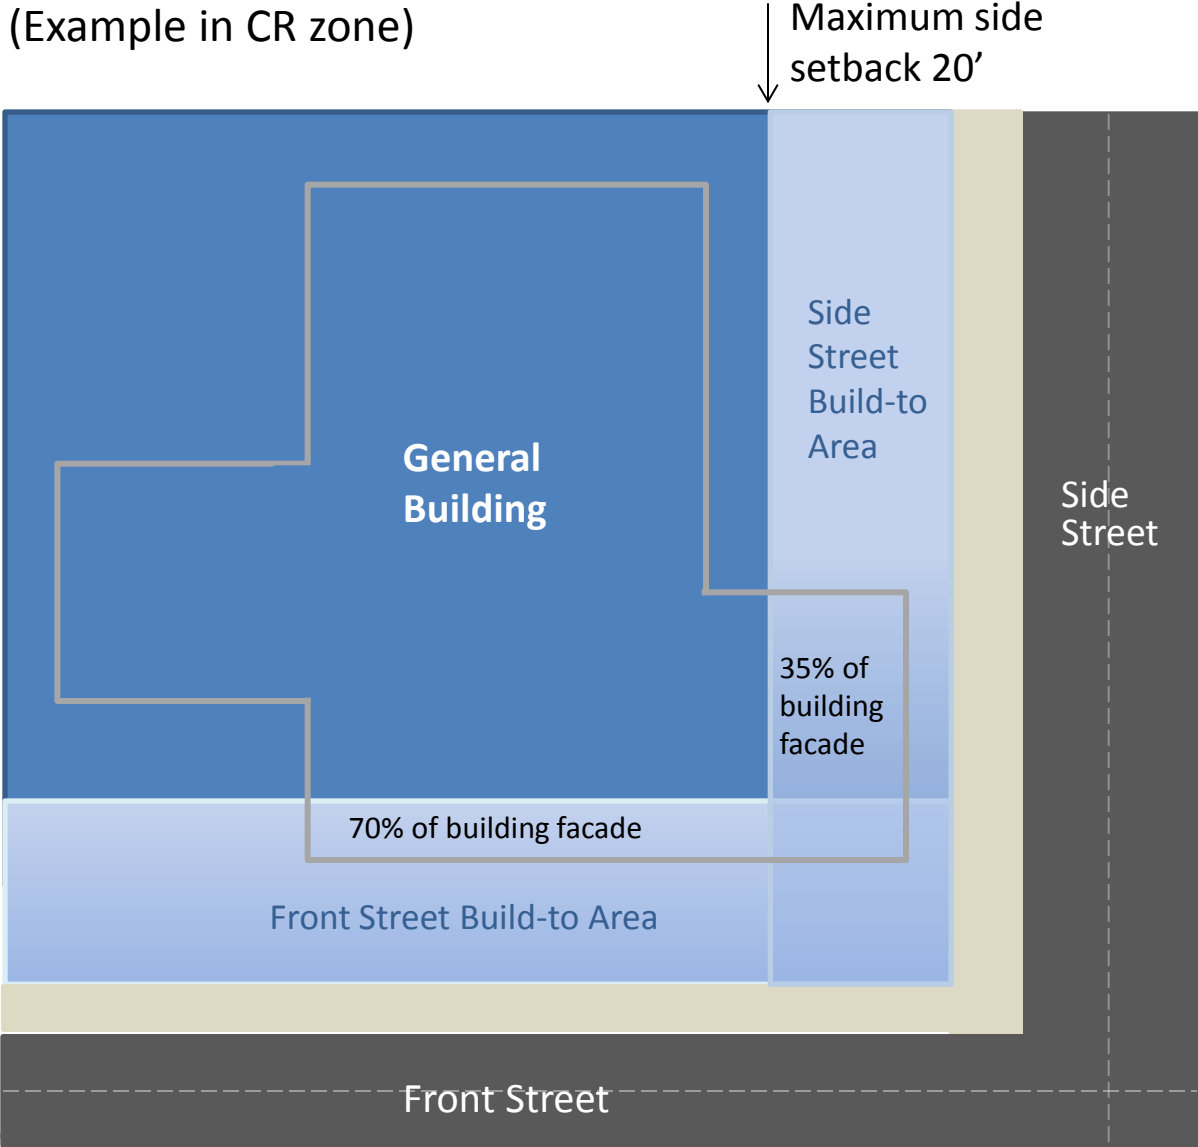 (Example in CR zone)
Maximum side
setback 20’
Side
Street
Build-to
Area
General
Building
Side
Street
35% of
building
facade
70% of building facade
Front Street Build-to Area
Front Street